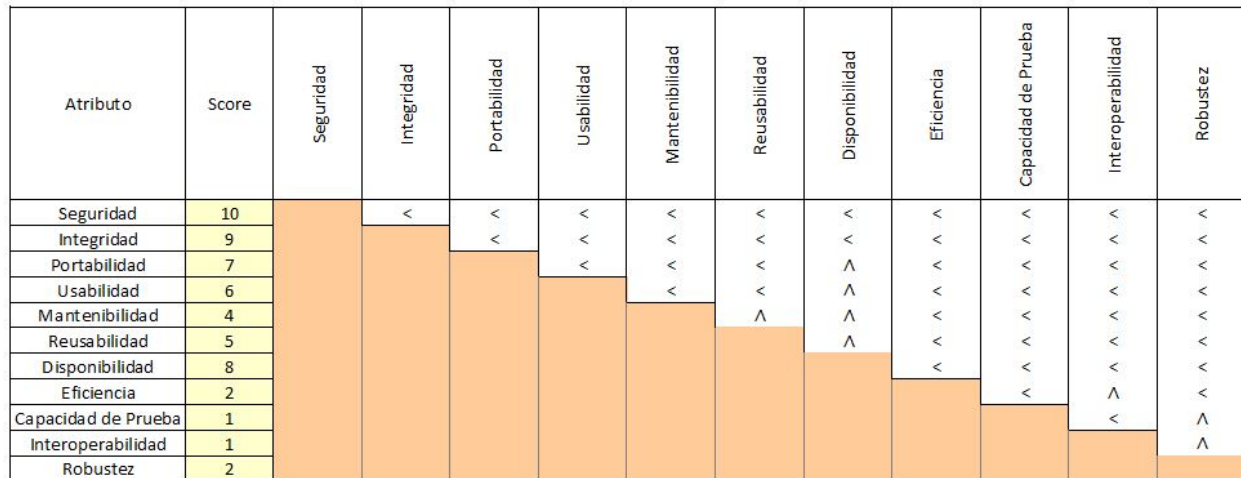 Atributo Score Seguridad Integridad Portabilidad Usabilidad Mantenibilidad Reusabilidad Disponibilidad Eficiencia Capacidad de Prueba Interoperabilidad Robustez
Seguridad 10 < < < < < < < < < <
Integridad 9 < < < < < < < < <
Portabilidad 7 < < < ^ < < < <
Usabilidad 6 < < ^ < < < <
Mantenibilidad 4 ^ ^ < < < <
Reusabilidad 5 ^ < < < <
Disponibilidad 8 < < < <
Eficiencia 2 < ^ <
Capacidad de Prueba 1 < ^
Interoperabilidad 1 ^
Robustez 2